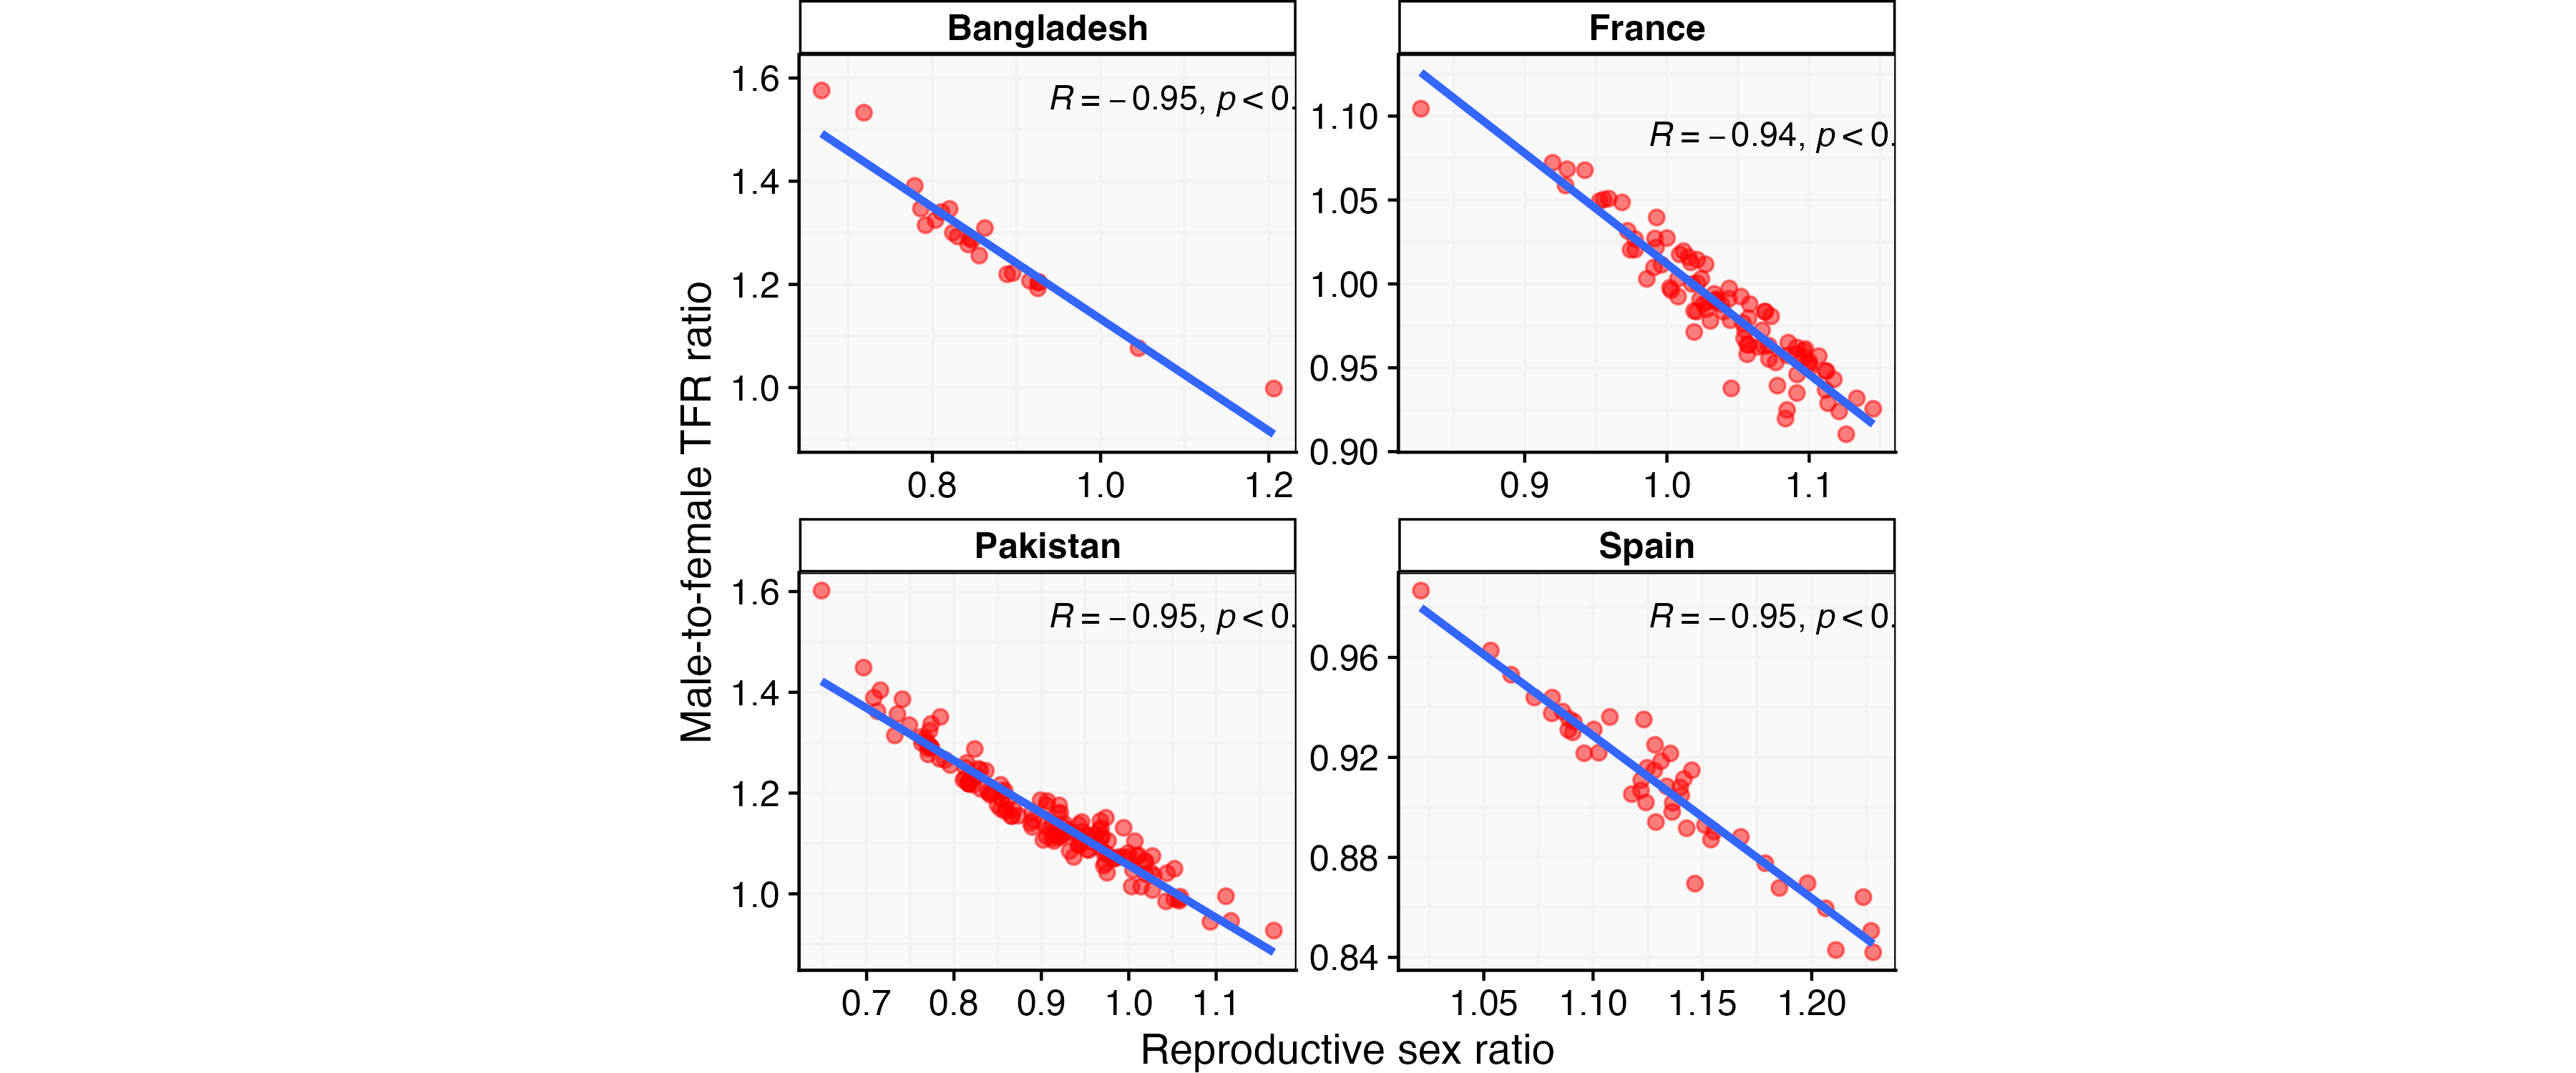 Bangladesh
1.6
1.4
1.2
1.0
R = −0.95, p < 0.
0.8 1.0 1.2
France
1.10
1.05
1.00
0.95
0.90
R = −0.94, p < 0.
0.9 1.0 1.1
Pakistan
1.6
1.4
1.2
1.0
R = −0.95, p < 0.
0.7 0.8 0.9 1.0 1.1
Spain
0.96
0.92
0.88
0.84
R = −0.95, p < 0.
1.05 1.10 1.15 1.20
Male-to-female TFR ratio
Reproductive sex ratio